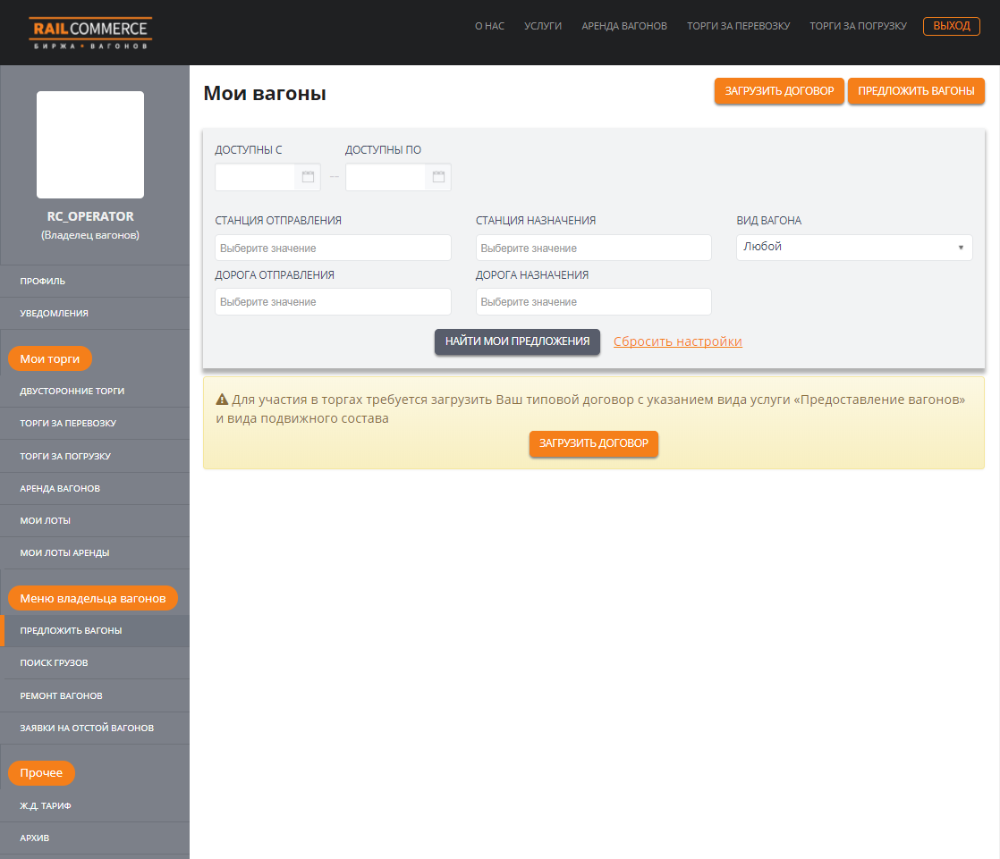 RAILCOMMERCE
БИРЖА • ВАГОНОВ
О НАС УСЛУГИ АРЕНДА ВАГОНОВ ТОРГИ ЗА ПЕРЕВОЗКУ ТОРГИ ЗА ПОГРУЗКУ ВЫХОД
RC_OPERATOR
(Владелец вагонов)
ПРОФИЛЬ
УВЕДОМЛЕНИЯ
Мои торги
ДВУСТОРОННИЕ ТОРГИ
ТОРГИ ЗА ПЕРЕВОЗКУ
ТОРГИ ЗА ПОГРУЗКУ
АРЕНДА ВАГОНОВ
МОИ ЛОТЫ
МОИ ЛОТЫ АРЕНДЫ
Меню владельца вагонов
ПРЕДЛОЖИТЬ ВАГОНЫ
ПОИСК ГРУЗОВ
РЕМОНТ ВАГОНОВ
ЗАЯВКИ НА ОТСТОЙ ВАГОНОВ
Прочее
Ж.Д. ТАРИФ
АРХИВ
Мои вагоны
ЗАГРУЗИТЬ ДОГОВОР ПРЕДЛОЖИТЬ ВАГОНЫ
ДОСТУПНЫ С ДОСТУПНЫ ПО
—
СТАНЦИЯ ОТПРАВЛЕНИЯ СТАНЦИЯ НАЗНАЧЕНИЯ ВИД ВАГОНА
Выберите значение Выберите значение Любой
ДОРОГА ОТПРАВЛЕНИЯ ДОРОГА НАЗНАЧЕНИЯ
Выберите значение Выберите значение
НАЙТИ МОИ ПРЕДЛОЖЕНИЯ Сбросить настройки
Для участия в торгах требуется загрузить Ваш типовой договор с указанием вида услуги «Предоставление вагонов»
и вида подвижного состава
ЗАГРУЗИТЬ ДОГОВОР